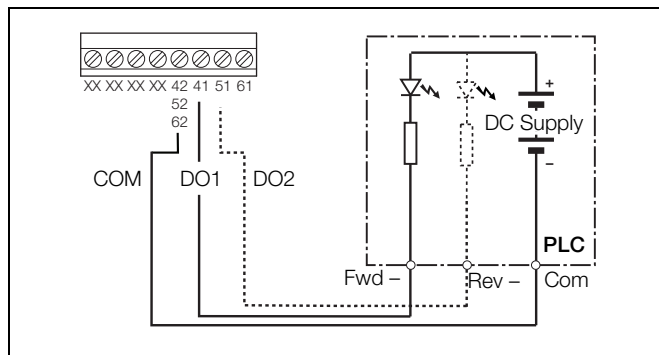 XX XX XX XX 42 41 51 61
52
62
COM DO1 DO2
+
DC Supply
–
PLC
Fwd – Rev – Com